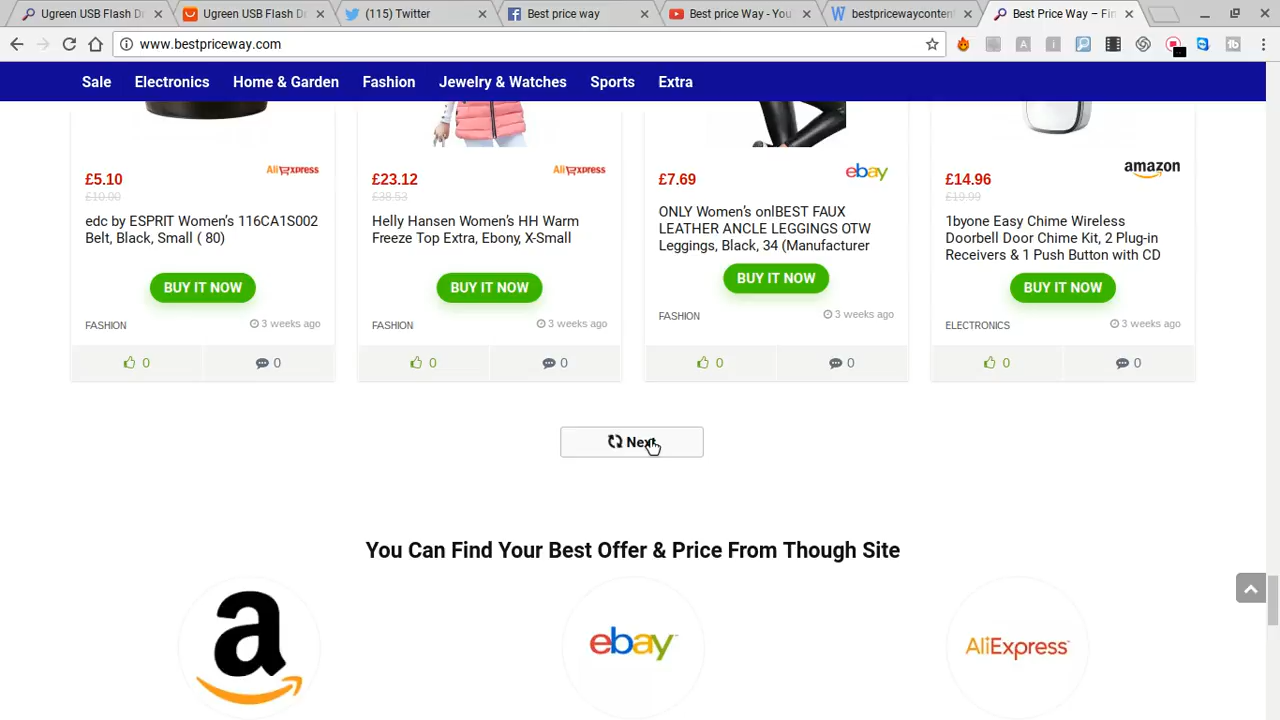 Ugreen USB Flash Dr
Ugreen USB Flash Dr
(115) Twitter
Best price way
Best price Way - You
bestpricewayconten
Best Price Way – Fin
www.bestpriceway.com
Sale Electronics Home & Garden Fashion Jewelry & Watches Sports Extra
£5.10
AliExpress
£10.90
edc by ESPRIT Women's 116CA1S002
Belt, Black, Small ( 80)
BUY IT NOW
FASHION
3 weeks ago
0
0
£23.12
AliExpress
£38.53
Helly Hansen Women's HH Warm
Freeze Top Extra, Ebony, X-Small
BUY IT NOW
FASHION
3 weeks ago
0
0
£7.69
ebay
ONLY Women's onlBEST FAUX
LEATHER ANCLE LEGGINGS OTW
Leggings, Black, 34 (Manufacturer
BUY IT NOW
FASHION
3 weeks ago
0
0
£14.96
amazon
£19.99
1byone Easy Chime Wireless
Doorbell Door Chime Kit, 2 Plug-in
Receivers & 1 Push Button with CD
BUY IT NOW
ELECTRONICS
3 weeks ago
0
0
Next
You Can Find Your Best Offer & Price From Though Site
a
ebay
AliExpress